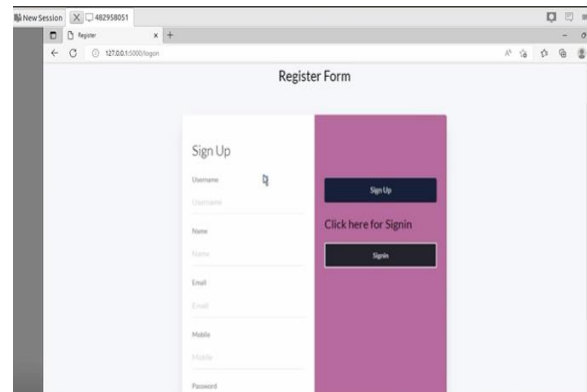 New Session
482958051
Register
127.0.0.1:5000/logon
Register Form
Sign Up
Username
Username
Name
Name
Email
Email
Mobile
Mobile
Password
Sign Up
Click here for Signin
Signin